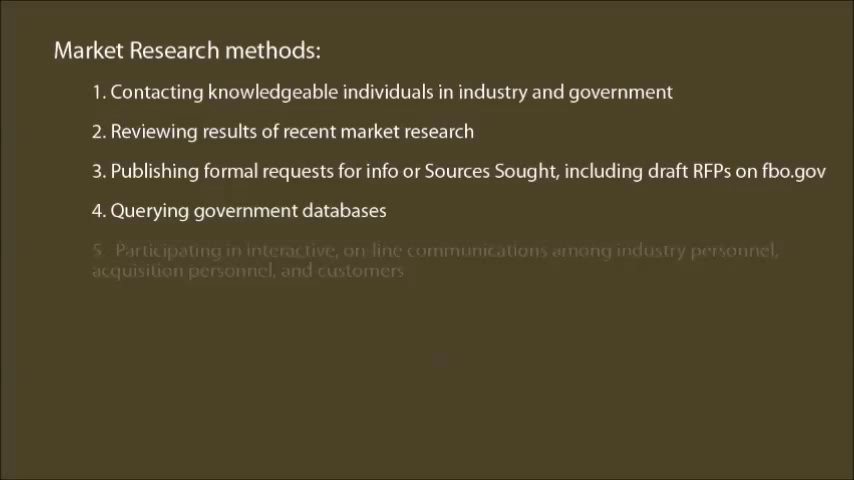 Market Research methods:
1. Contacting knowledgeable individuals in industry and government
2. Reviewing results of recent market research
3. Publishing formal requests for info or Sources Sought, including draft RFPs on fbo.gov
4. Querying government databases
5. Participating in interactive, on-line communications among industry personnel,
acquisition personnel, and customers